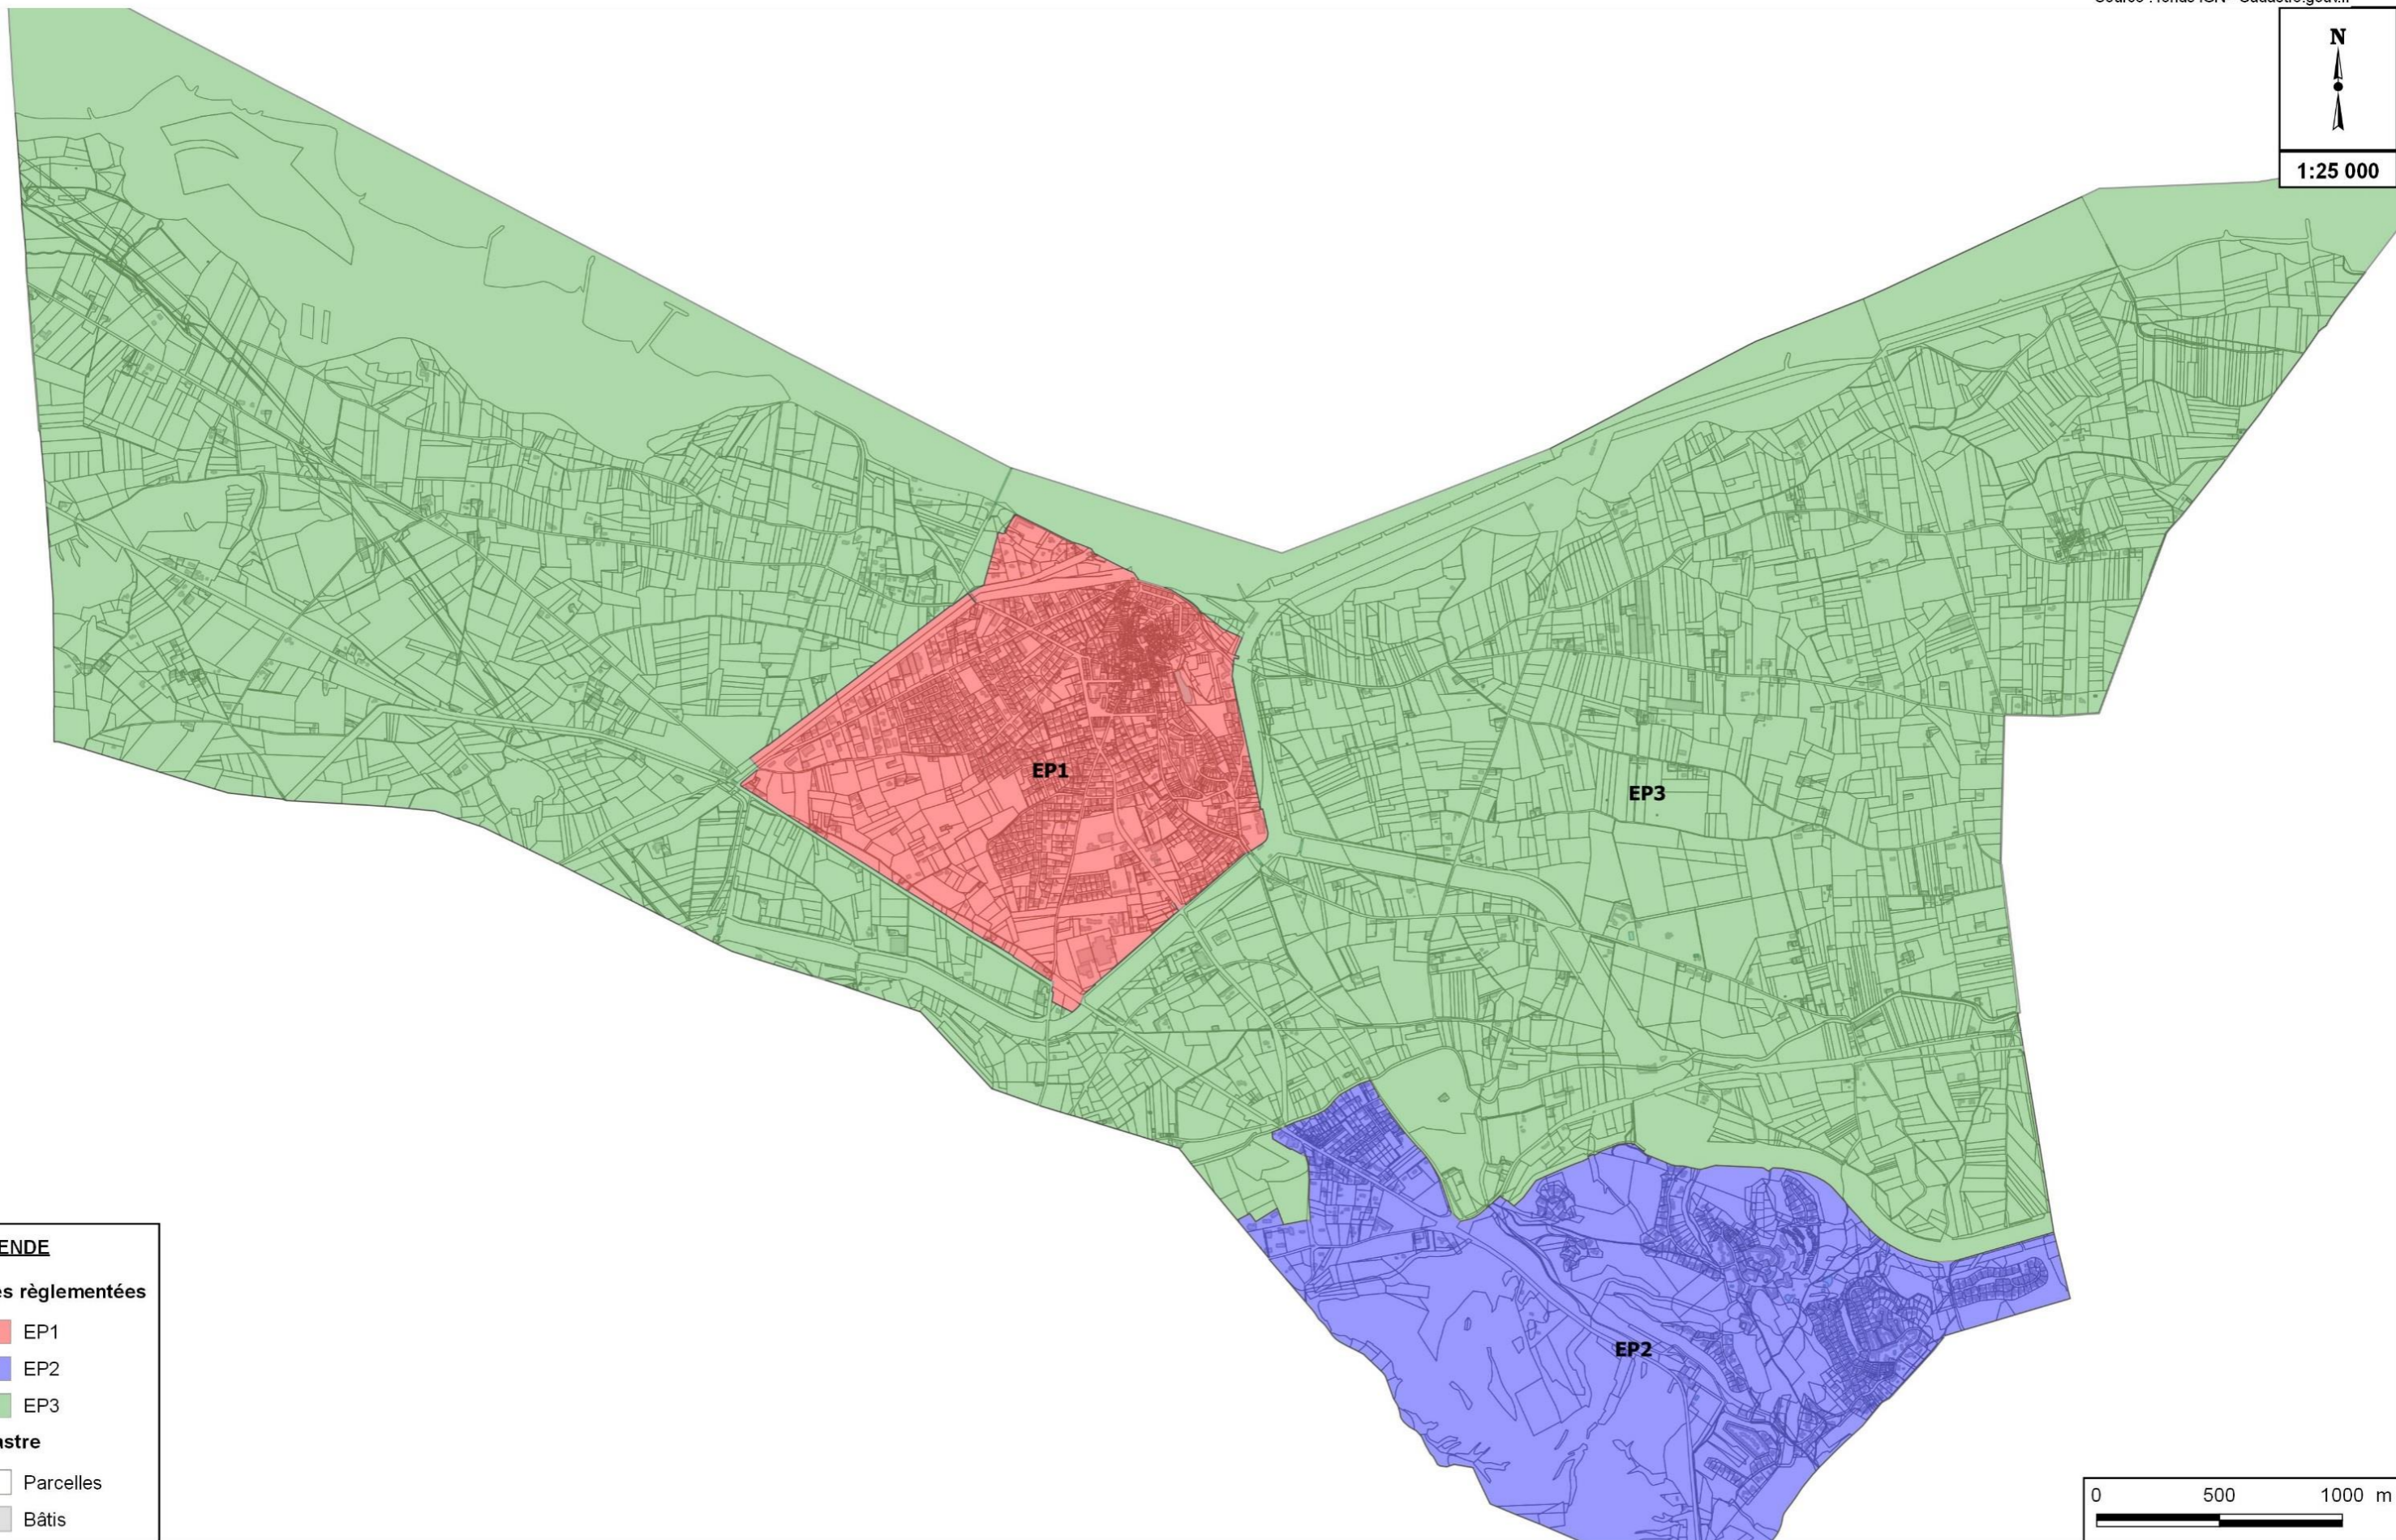 N
1:25 000
EP1
EP3
EP2
ENDE
es règlementées
EP1
EP2
EP3
astre
Parcelles
Bâtis
0 500 1000 m